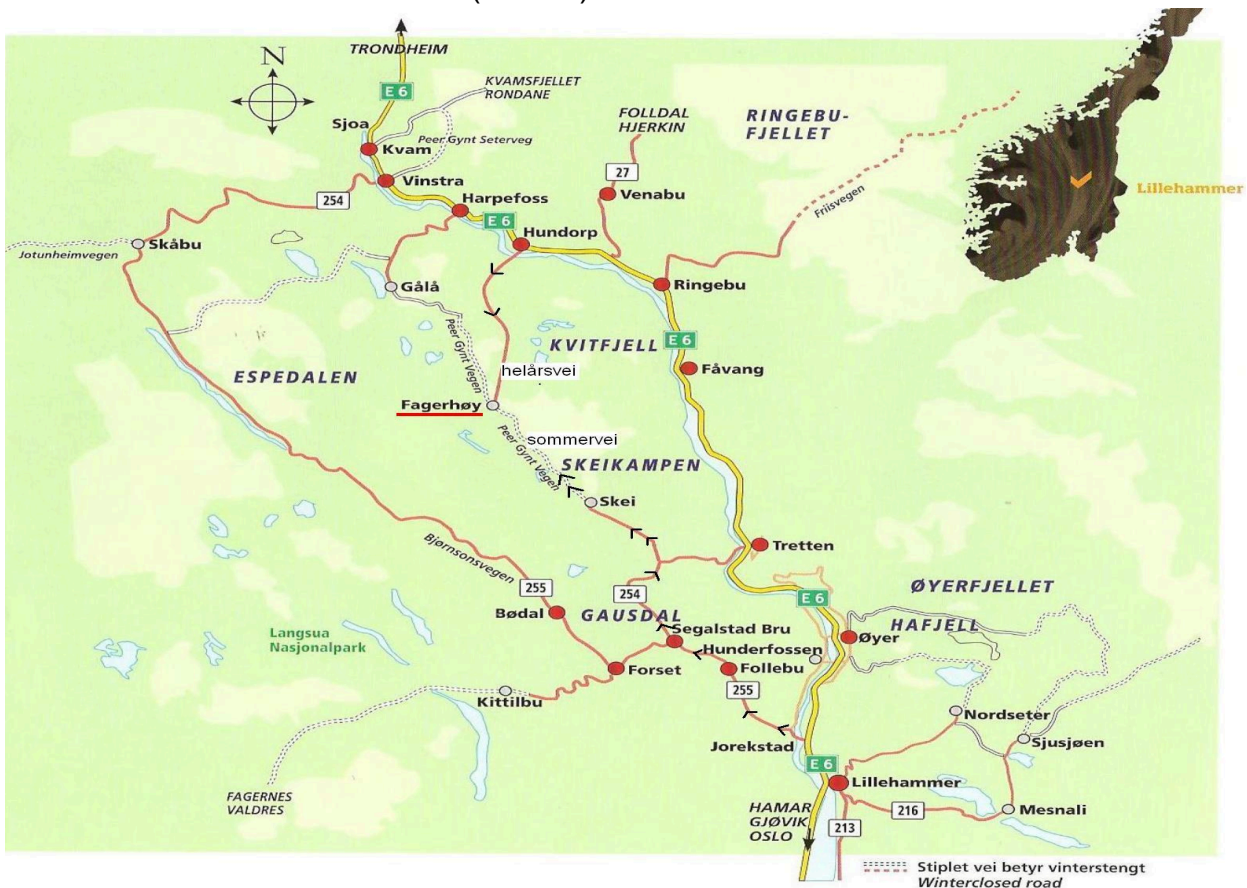 TRONDHEIM
N
E 6
KVAMSFJELLET
RONDANE
Sjoa
Peer Gynt Seterveg
Kvam
Vinstra
FOLLDAL
HJERKIN
27
Venabu
RINGEBU-
FJELLET
Friisvegen
Lillehammer
254
Harpefoss
E 6
Hundorp
Skåbu
Jotunheimvegen
Gålå
Ringebu
Peer Gynt Vegen
KVITFJELL
E 6
Fåvang
helårsvei
ESPEDALEN
Fagerhøy
sommervei
Peer Gynt Vegen
SKEIKAMPEN
Skei
Tretten
Bjørnsonsvegen
255
254
E 6
ØYERFJELLET
Bødal
GAUSDAL
HAFJELL
Langsua
Nasjonalpark
Segalstad Bru
Hunderfossen
Øyer
Forset
Follebu
255
Kittilbu
Nordseter
Jorekstad
Sjusjøen
E 6
Lillehammer
FAGERNES
VALDRES
HAMAR
GJØVIK
OSLO
213
216
Mesnali
Stiplet vei betyr vinterstengt
Winterclosed road